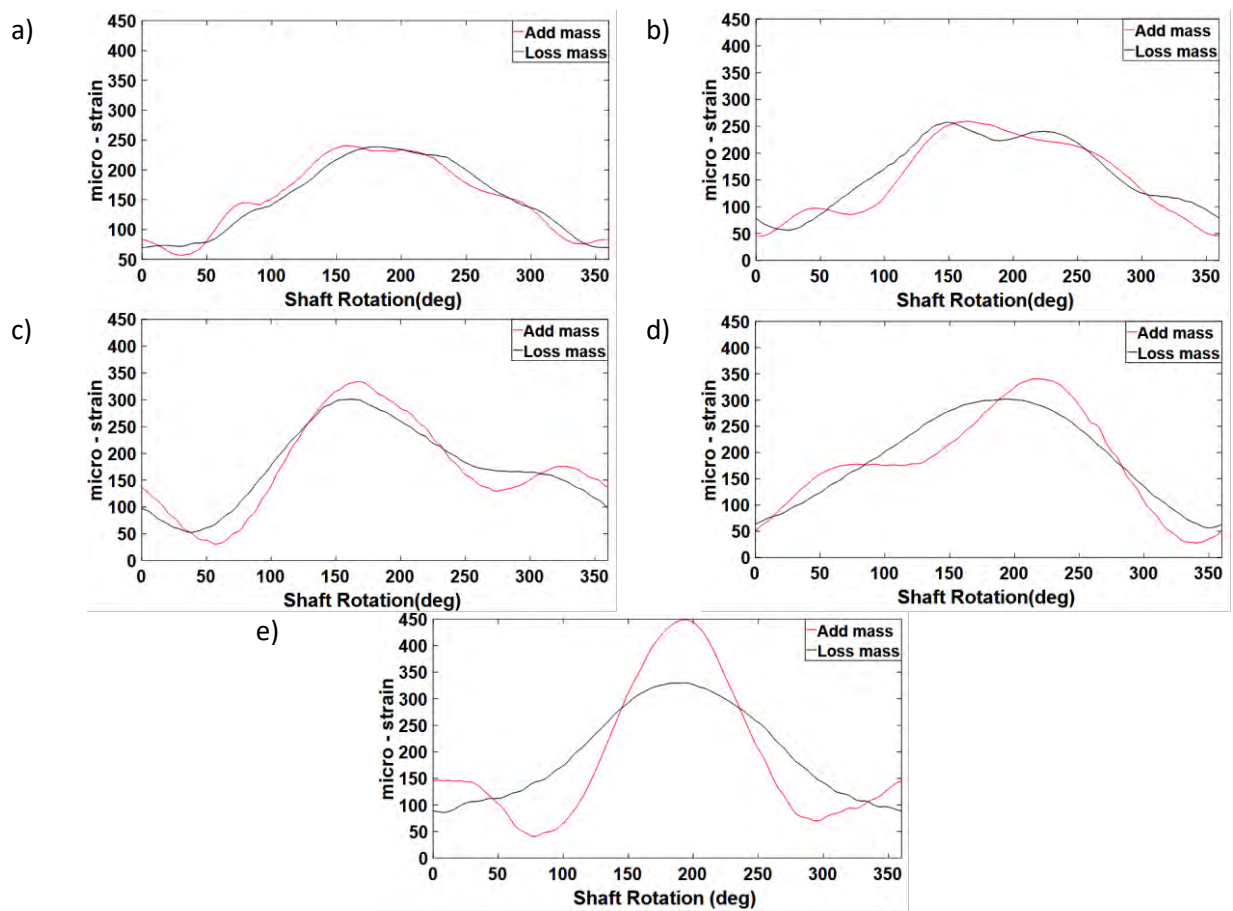 a)
450
400
350
300
250
200
150
100
50
micro - strain
Add mass
Loss mass
0 50 100 150 200 250 300 350
Shaft Rotation(deg)
b)
450
400
350
300
250
200
150
100
50
0
micro - strain
Add mass
Loss mass
0 50 100 150 200 250 300 350
Shaft Rotation(deg)
c)
450
400
350
300
250
200
150
100
50
0
micro - strain
Add mass
Loss mass
0 50 100 150 200 250 300 350
Shaft Rotation(deg)
d)
450
400
350
300
250
200
150
100
50
0
micro - strain
Add mass
Loss mass
0 50 100 150 200 250 300 350
Shaft Rotation(deg)
e)
450
400
350
300
250
200
150
100
50
0
micro - strain
Add mass
Loss mass
0 50 100 150 200 250 300 350
Shaft Rotation (deg)